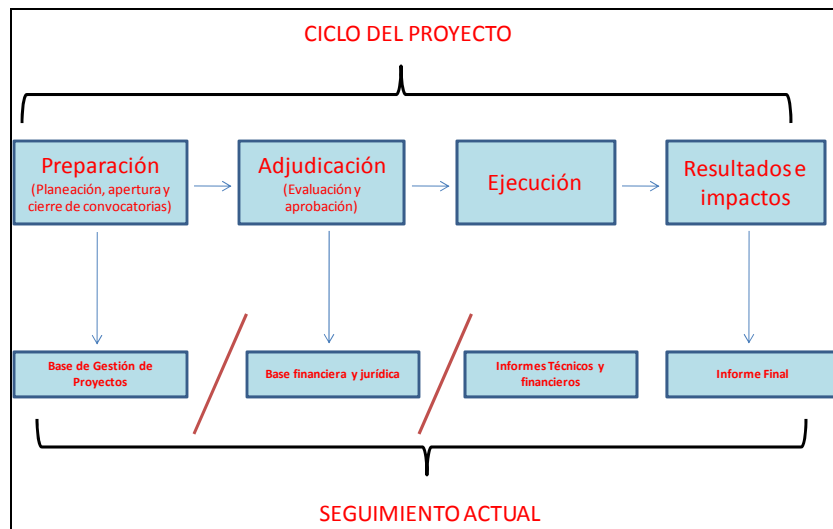 CICLO DEL PROYECTO
Preparación
(Planeación, apertura y
cierre de convocatorias)
Adjudicación
(Evaluación y
aprobación)
Ejecución
Resultados e
impactos
Base de Gestión de
Proyectos
Base financiera y jurídica
Informes Técnicos y
financieros
Informe Final
SEGUIMIENTO ACTUAL